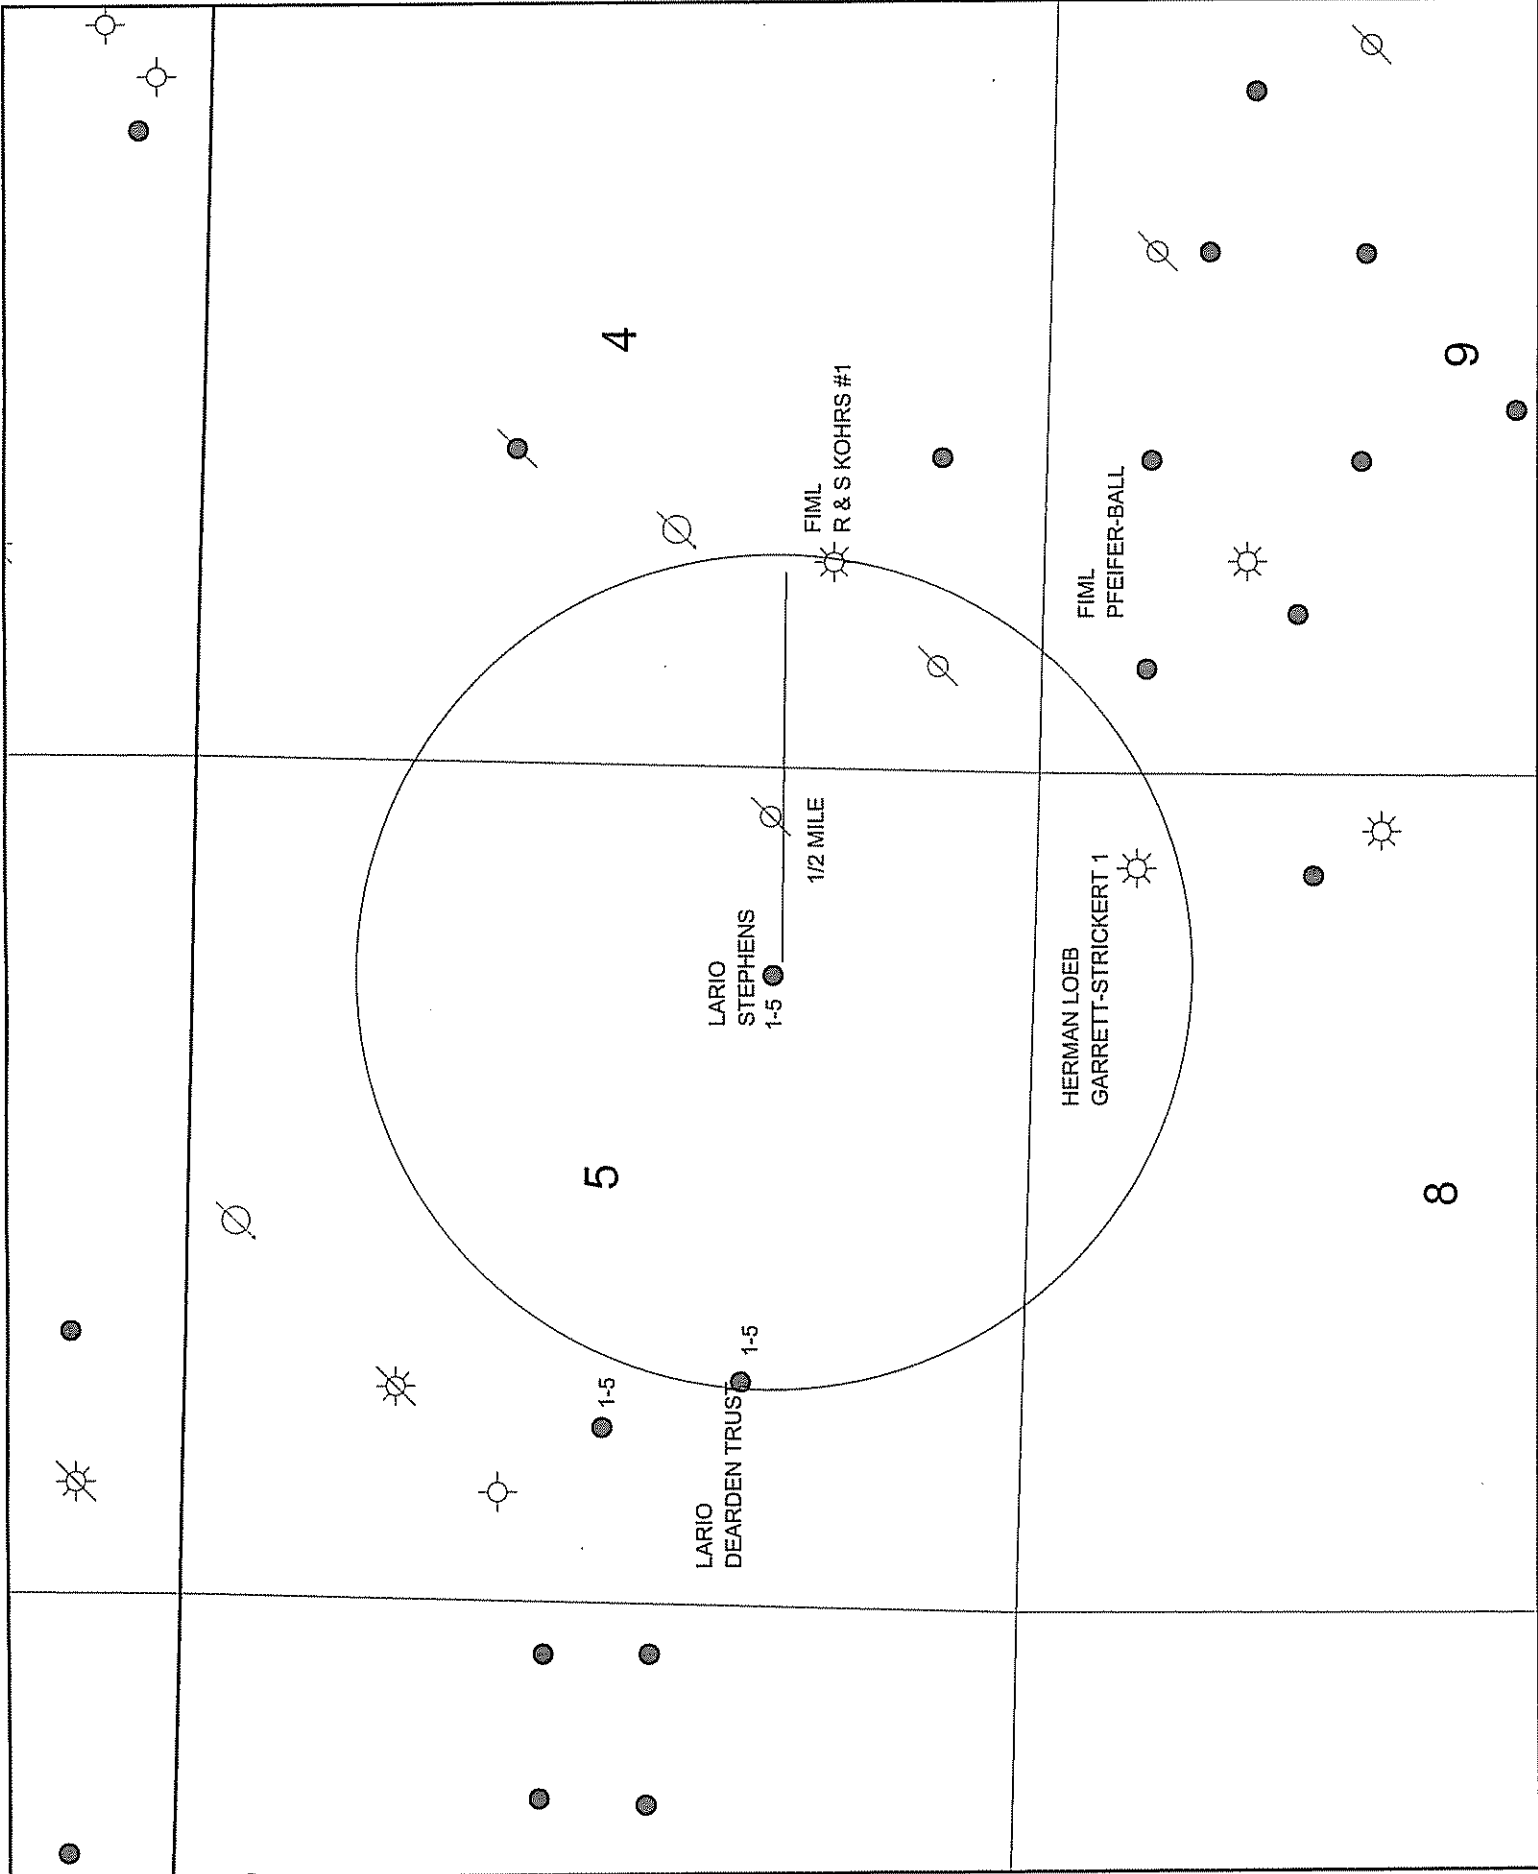 4
FIML
R & S KOHRS #1
9
FIML
PFEIFER-BALL
1/2 MILE
LARIO
STEPHENS
1-5
HERMAN LOEB
GARRETT-STRICKERT 1
5
8
1-5
1-5
LARIO
DEARDEN TRUST